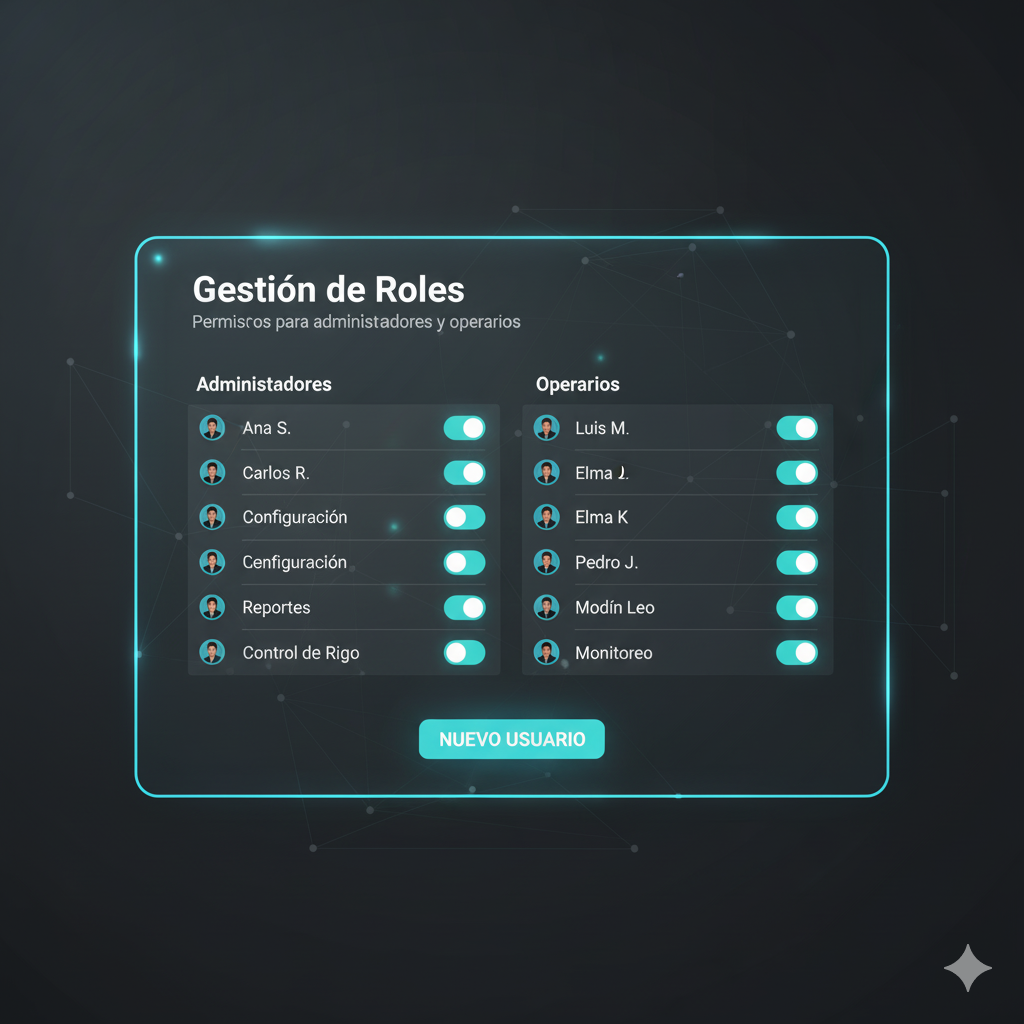 Gestión de Roles
Permisros para administadores y operarios
Administadores
Ana S.
Carlos R.
Configuración
Cenfiguración
Reportes
Control de Rigo
Operarios
Luis M.
Elma J.
Elma K
Pedro J.
Modín Leo
Monitoreo
NUEVO USUARIO